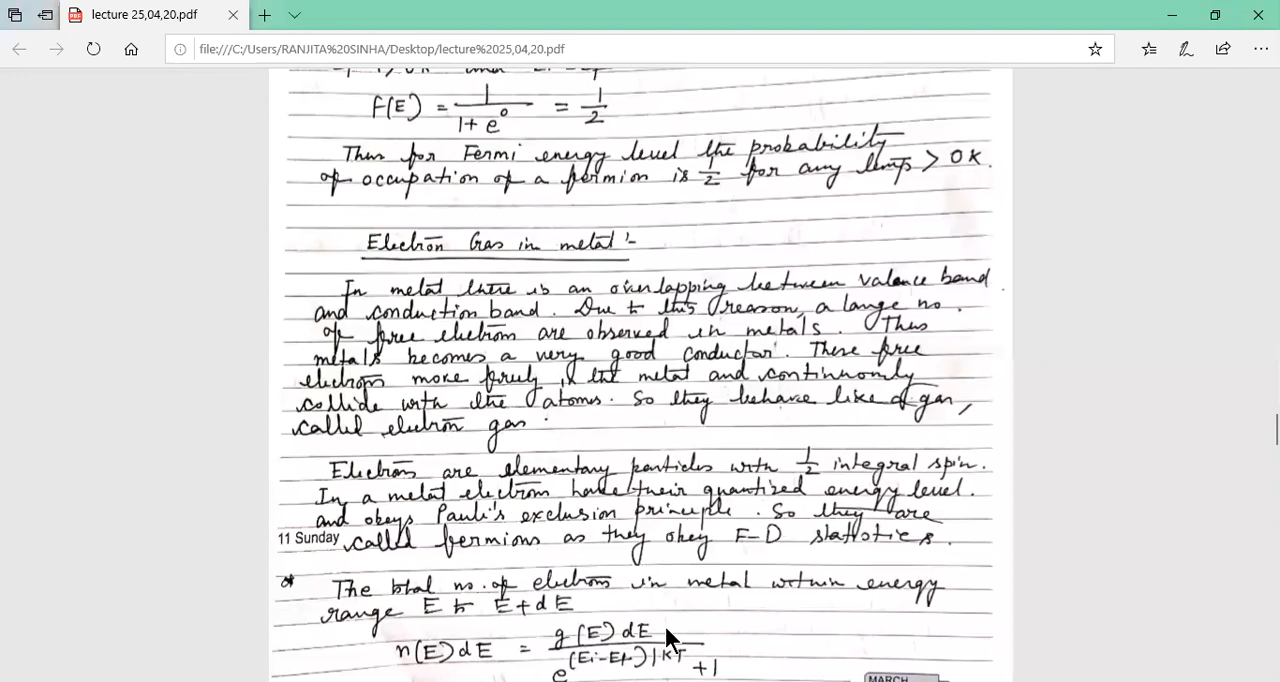 lecture 25,04,20.pdf
file:///C:/Users/RANJITA%20SINHA/Desktop/lecture%2025,04,20.pdf
F(E) = 1 / (1 + e⁰) = 1/2
Thus for Fermi energy level the probability
of occupation of a fermion is 1/2 for any temp > 0K.
Electron Gas in metal :-
In metal there is an overlapping between valance band
and conduction band. Due to this reason, a large no.
of free electron are observed in metals. Thus
metals becomes a very good conductor. These free
electrons move freely in the metal and continuously
collide with the atoms. So they behave like a gas,
called electron gas.
Electrons are elementary particles with 1/2 integral spin.
In a metal electrons have their quantized energy level.
and obeys Pauli's exclusion principle. So they are
11 Sunday called fermions as they obey F-D statistics.
* The total no. of electrons in metal within energy
range E to E+dE
n(E)dE = g(E)dE / (e^(Ei-EF)/KT +1)
MARCH